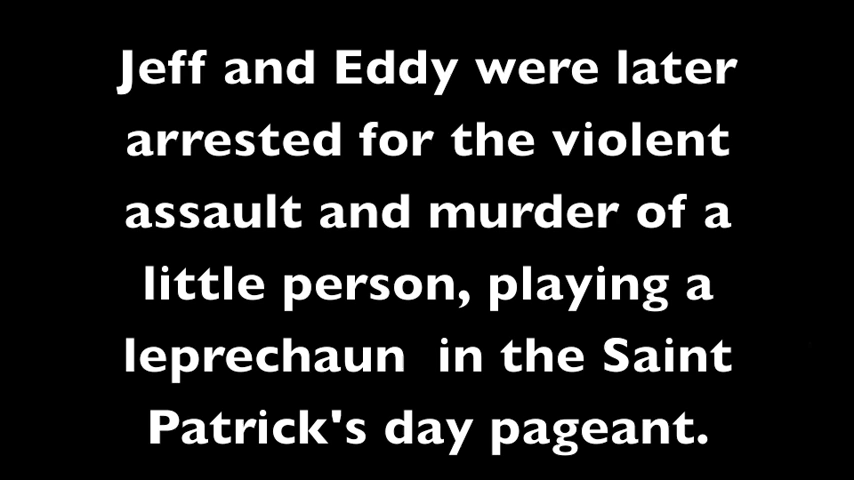 Jeff and Eddy were later
arrested for the violent
assault and murder of a
little person, playing a
leprechaun  in the Saint
Patrick's day pageant.